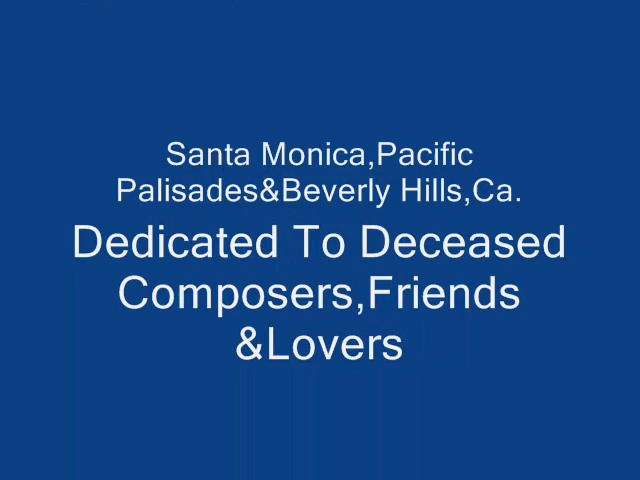 Santa Monica,Pacific
Palisades&Beverly Hills,Ca.
Dedicated To Deceased
Composers,Friends
&Lovers